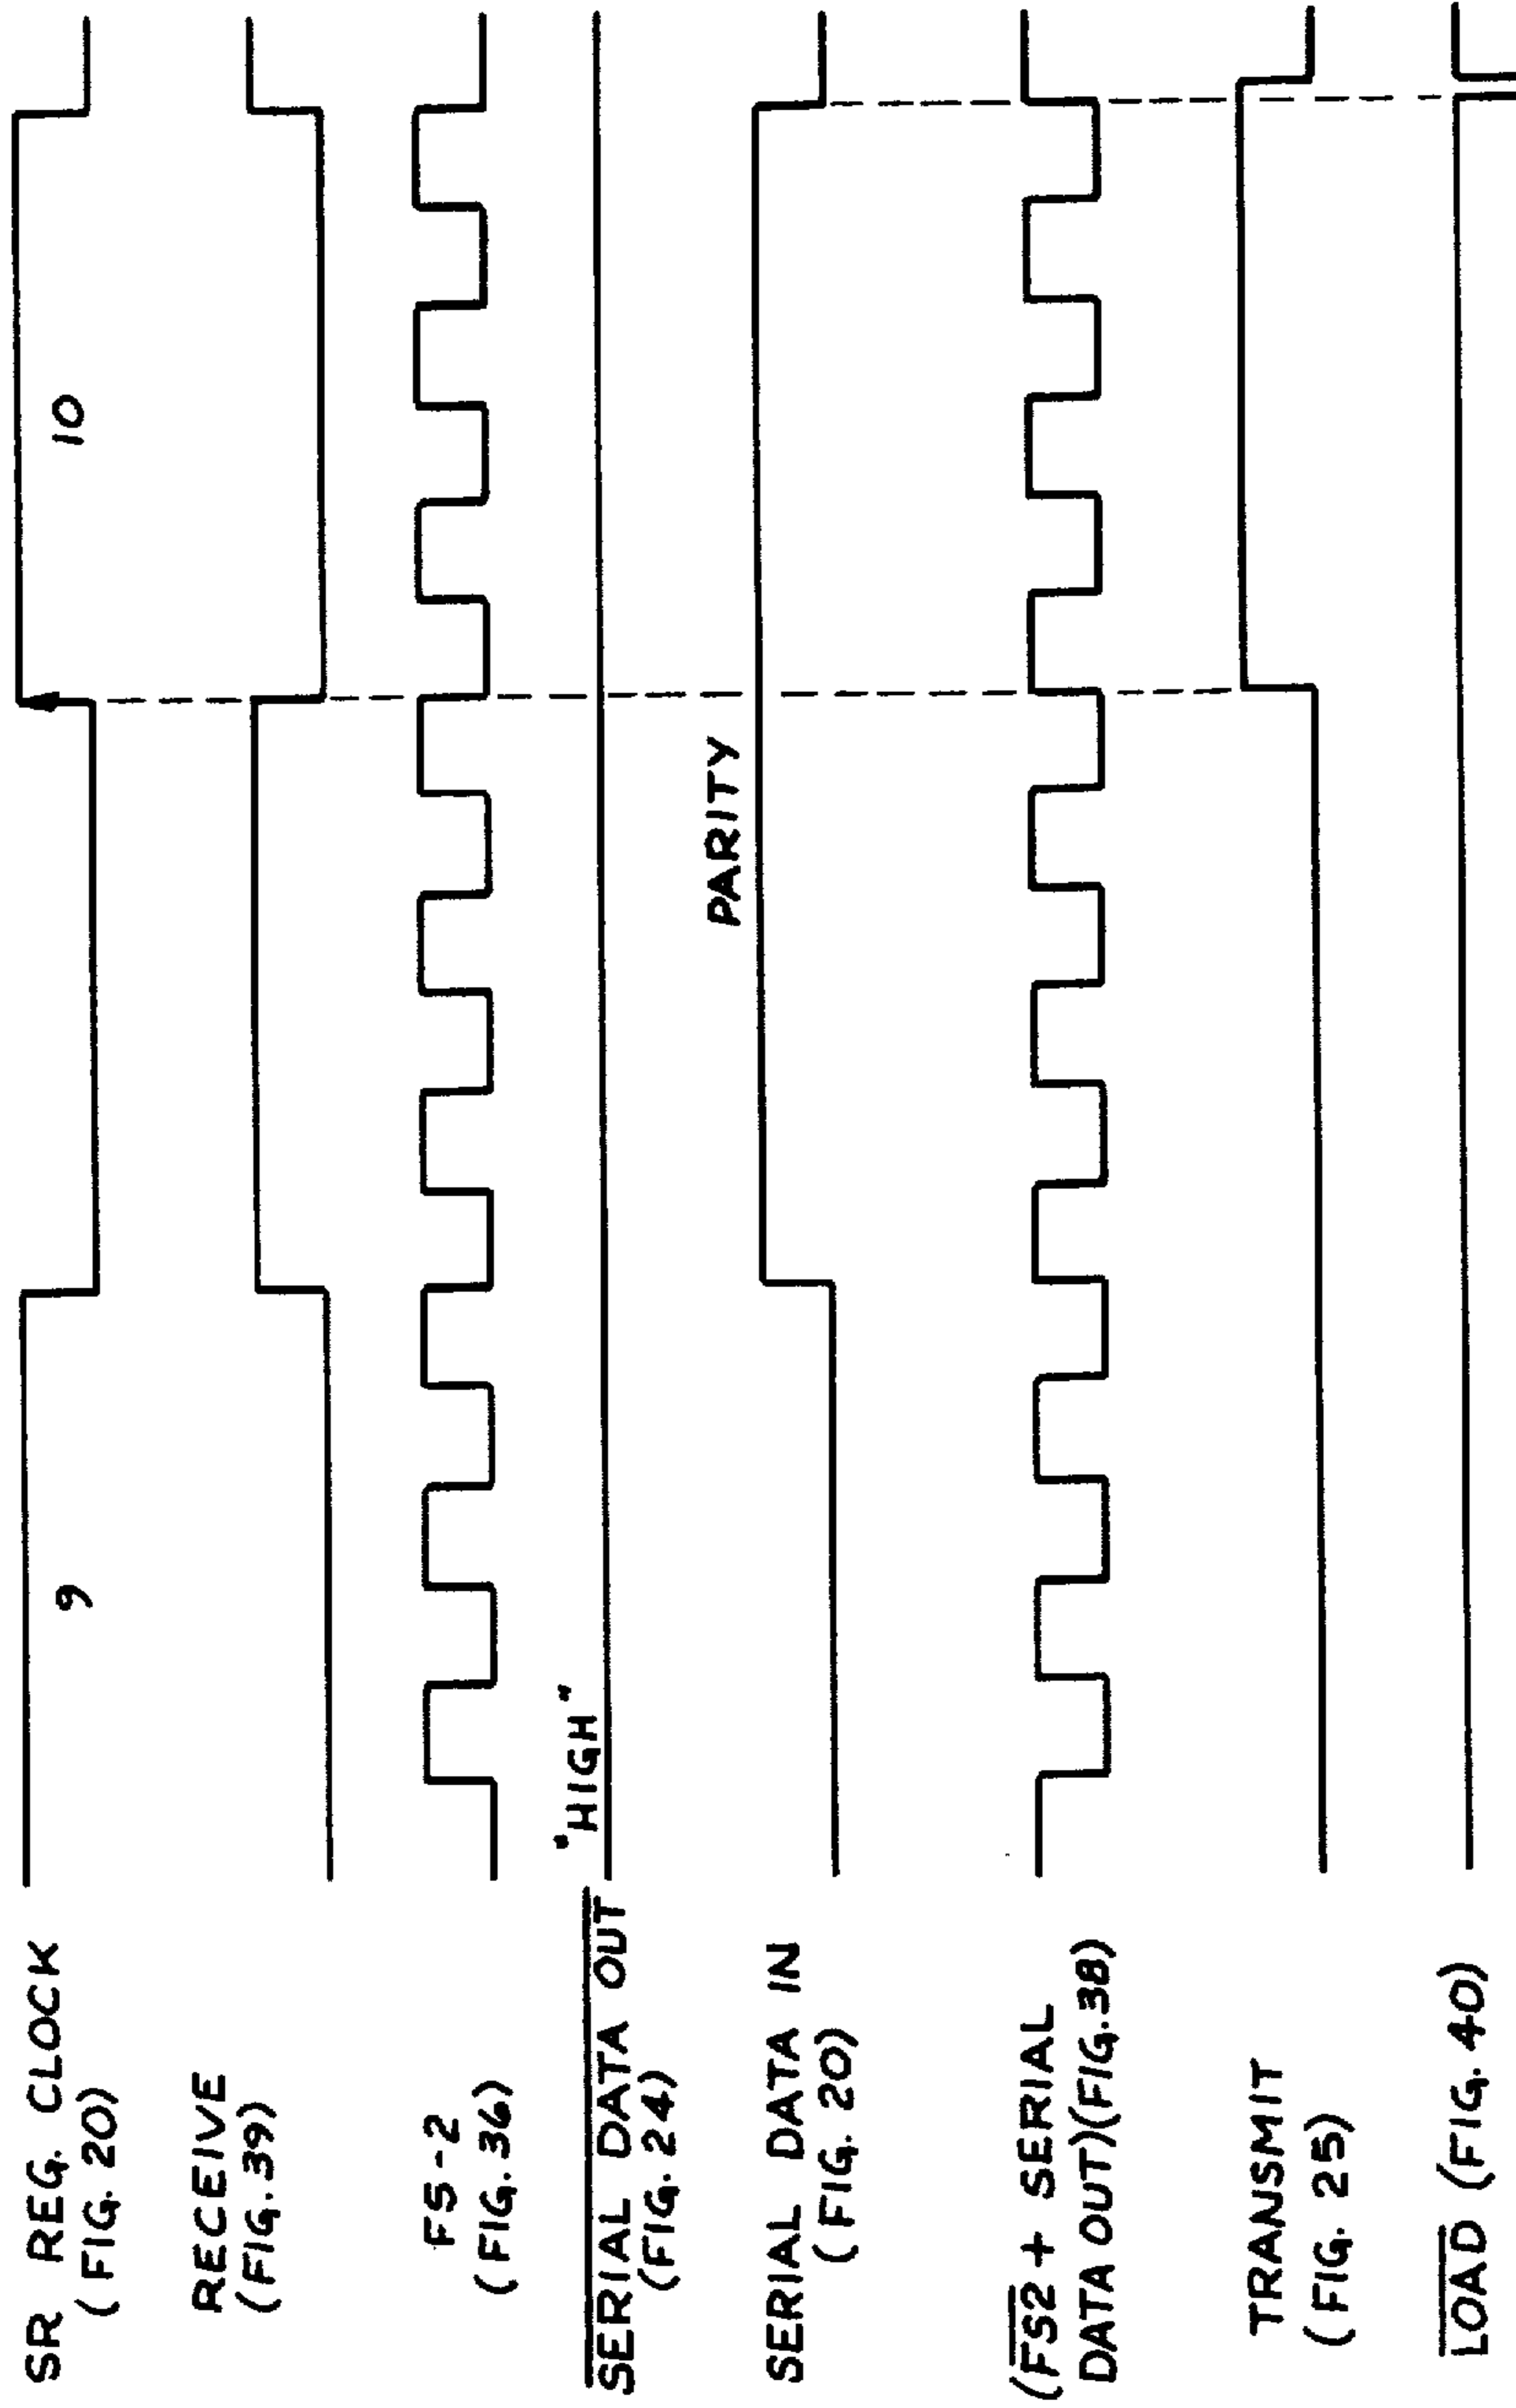 SR REG. CLOCK
(FIG. 20)
9
10
RECEIVE
(FIG. 39)
FS-2
(FIG. 36)
"HIGH"
SERIAL DATA OUT
(FIG. 24)
PARITY
SERIAL DATA IN
(FIG. 20)
(FS2 + SERIAL
DATA OUT)(FIG. 38)
TRANSMIT
(FIG. 25)
LOAD (FIG. 40)